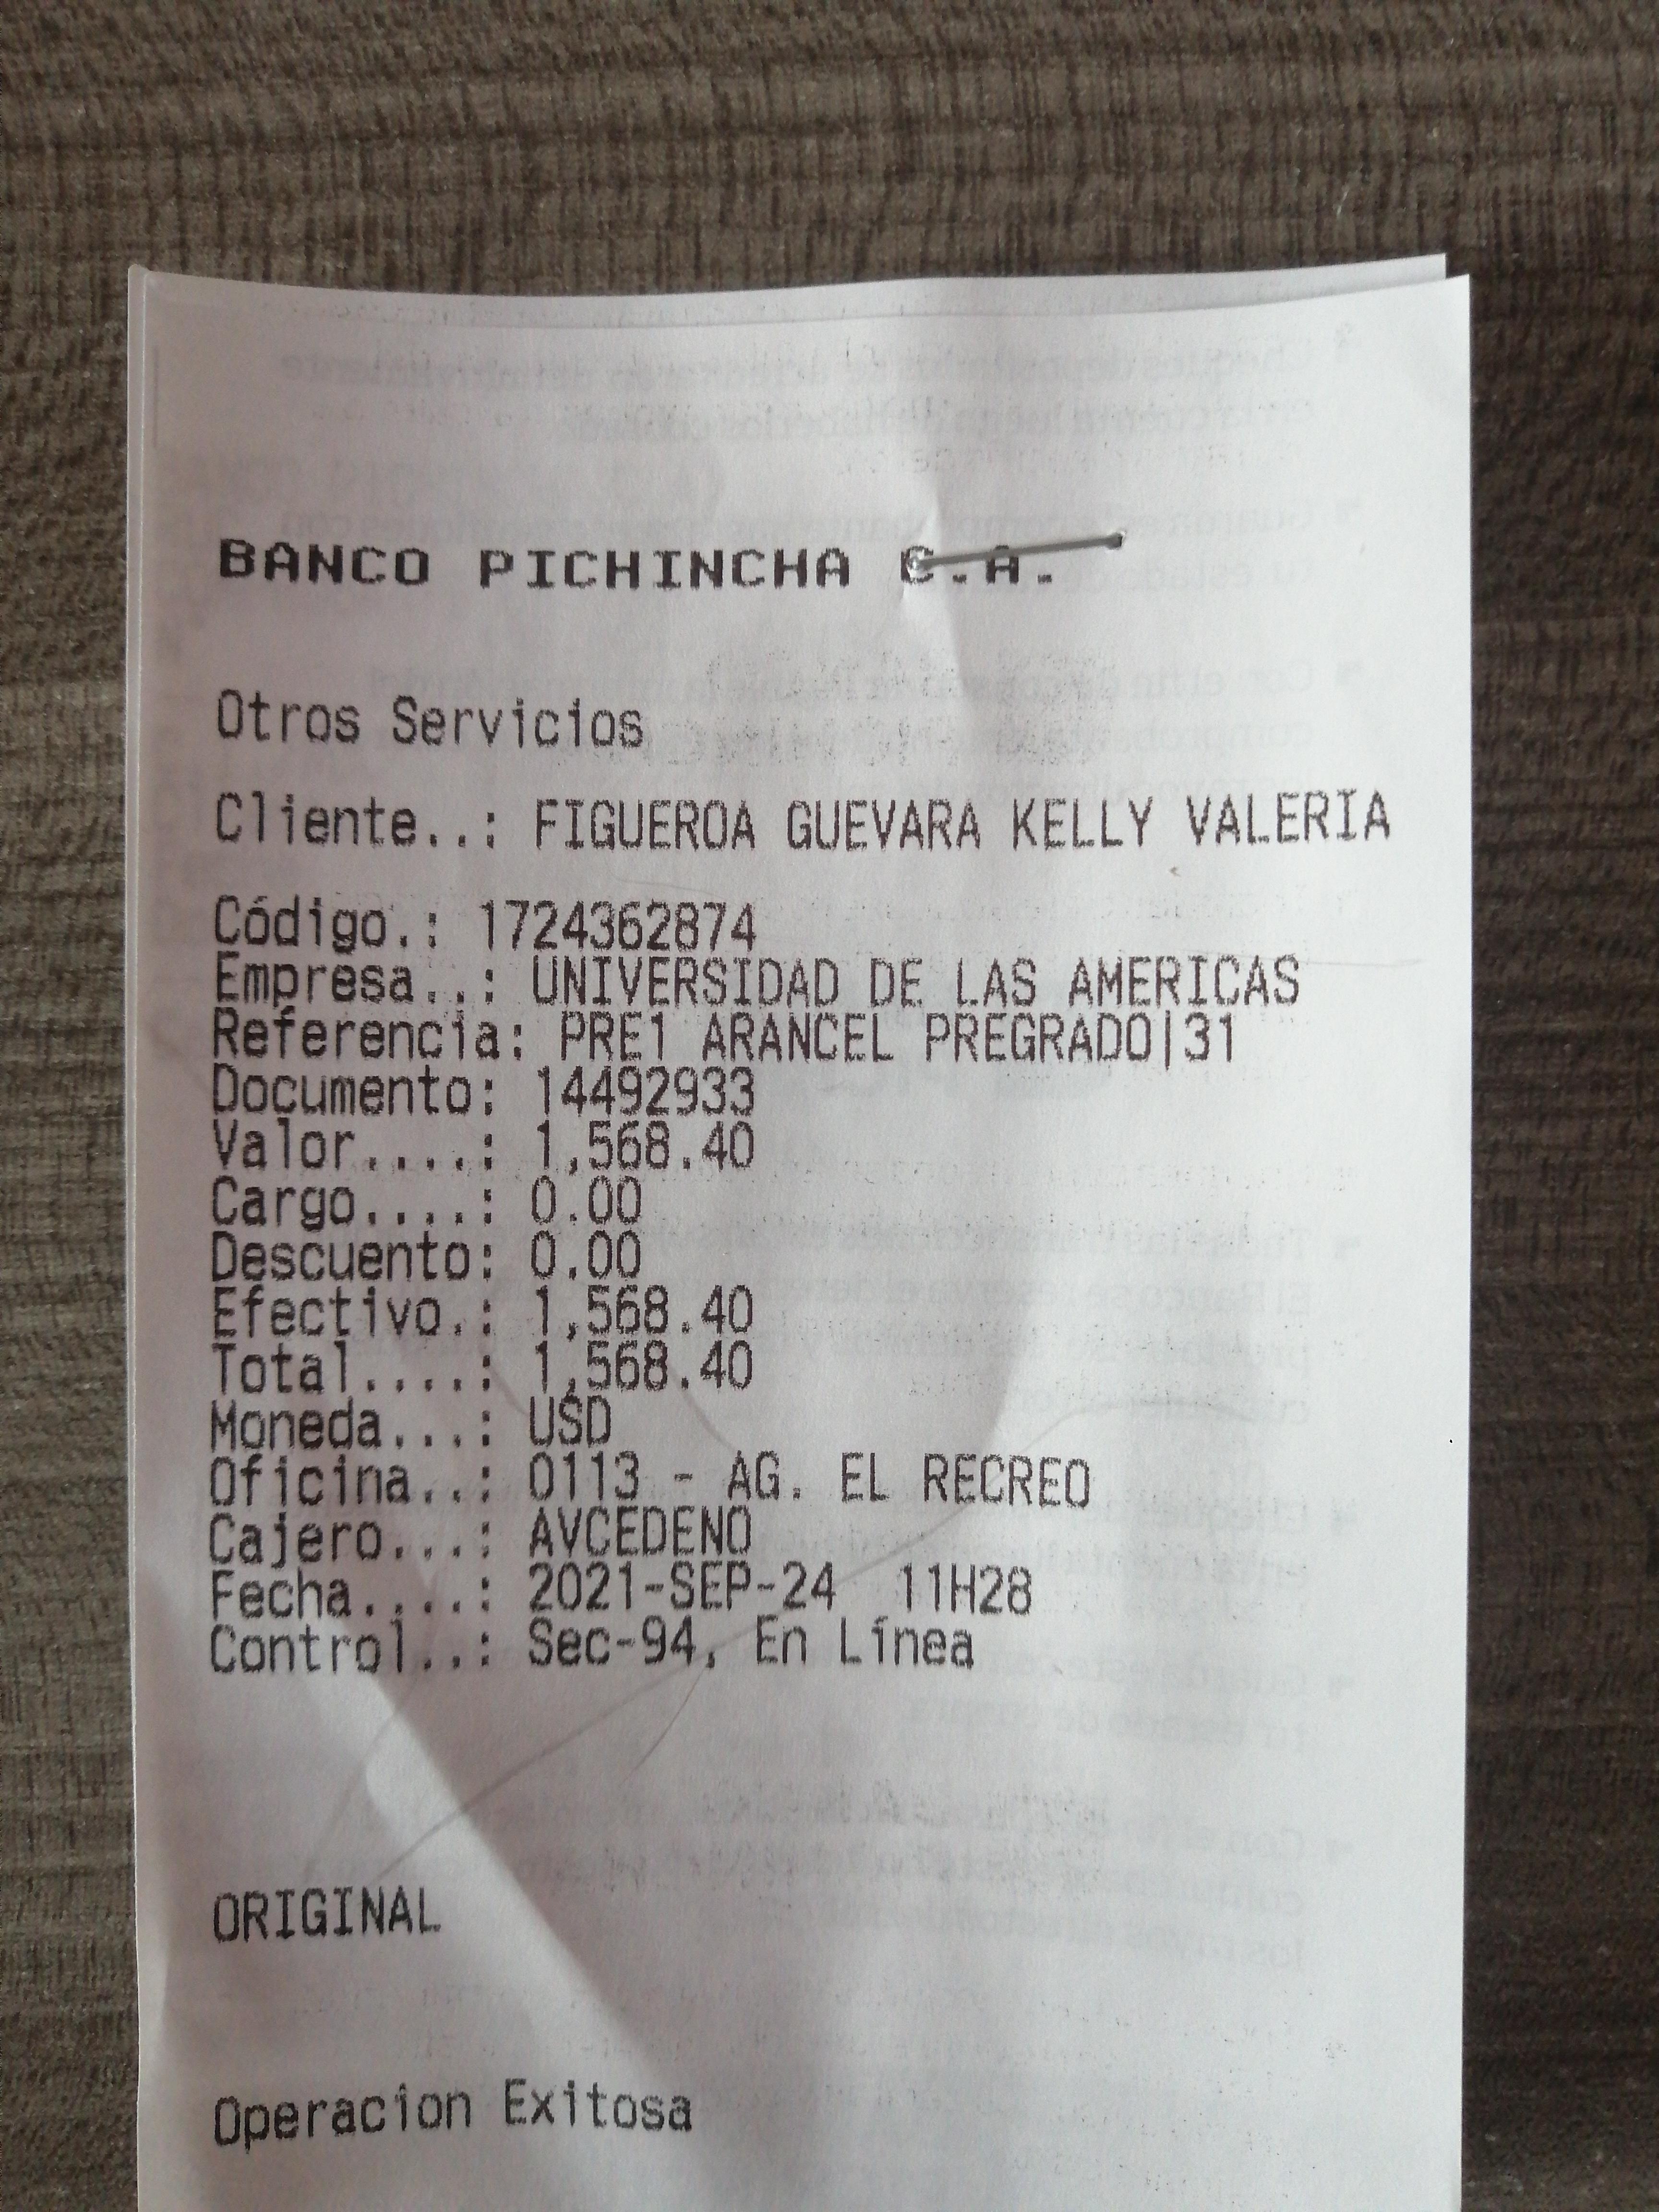 BANCO PICHINCHA C.A.
Otros Servicios
Cliente..: FIGUEROA GUEVARA KELLY VALERIA
Código.: 1724362874
Empresa..: UNIVERSIDAD DE LAS AMERICAS
Referencia: PRE1 ARANCEL PREGRADO|31
Documento: 14492933
Valor....: 1,568.40
Cargo....: 0.00
Descuento: 0.00
Efectivo.: 1,568.40
Total....: 1,568.40
Moneda...: USD
Oficina..: 0113 - AG. EL RECREO
Cajero...: AVCEDENO
Fecha....: 2021-SEP-24 11H28
Control..: Sec-94, En Línea
ORIGINAL
Operacion Exitosa